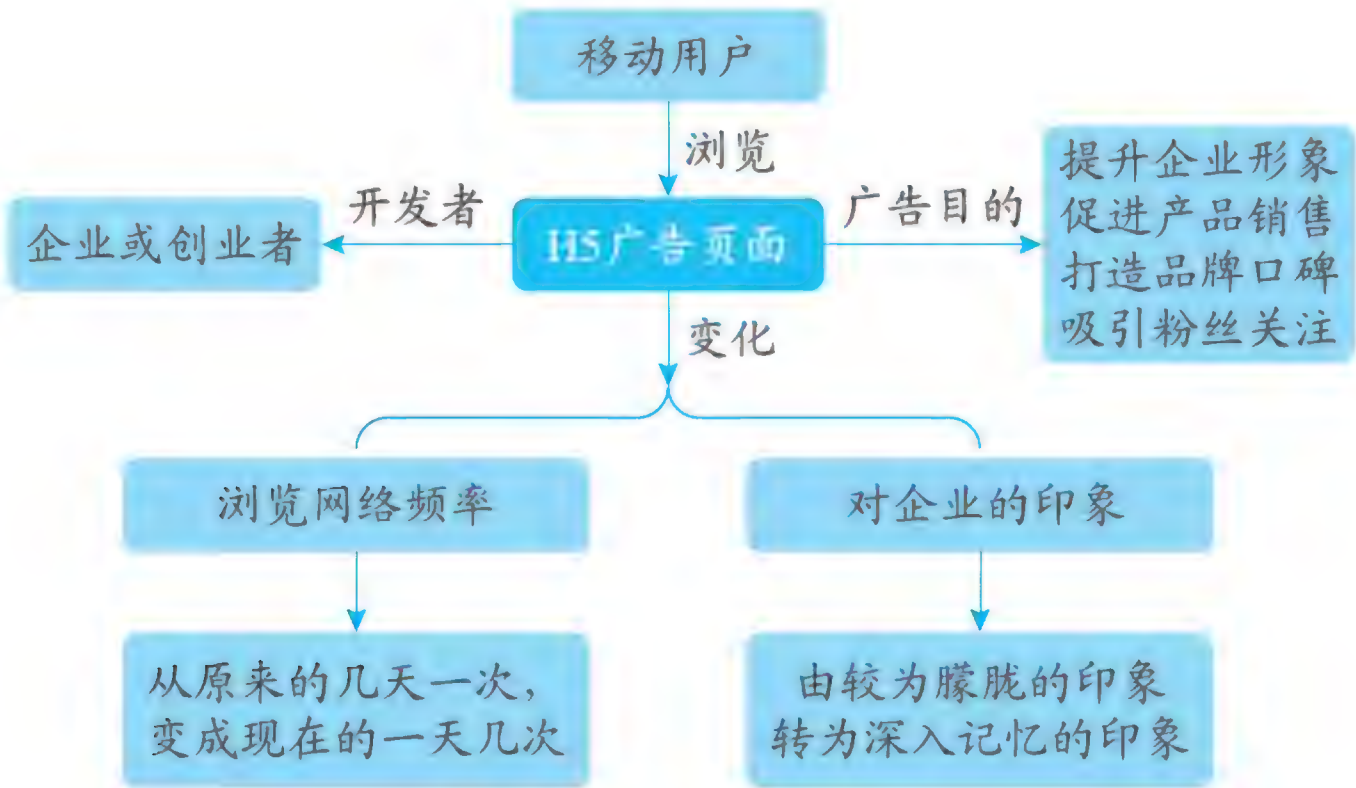 移动用户
浏览
开发者
广告目的
企业或创业者
H5广告页面
提升企业形象
促进产品销售
打造品牌口碑
吸引粉丝关注
变化
浏览网络频率
对企业的印象
从原来的几天一次，
变成现在的一天几次
由较为朦胧的印象
转为深入记忆的印象